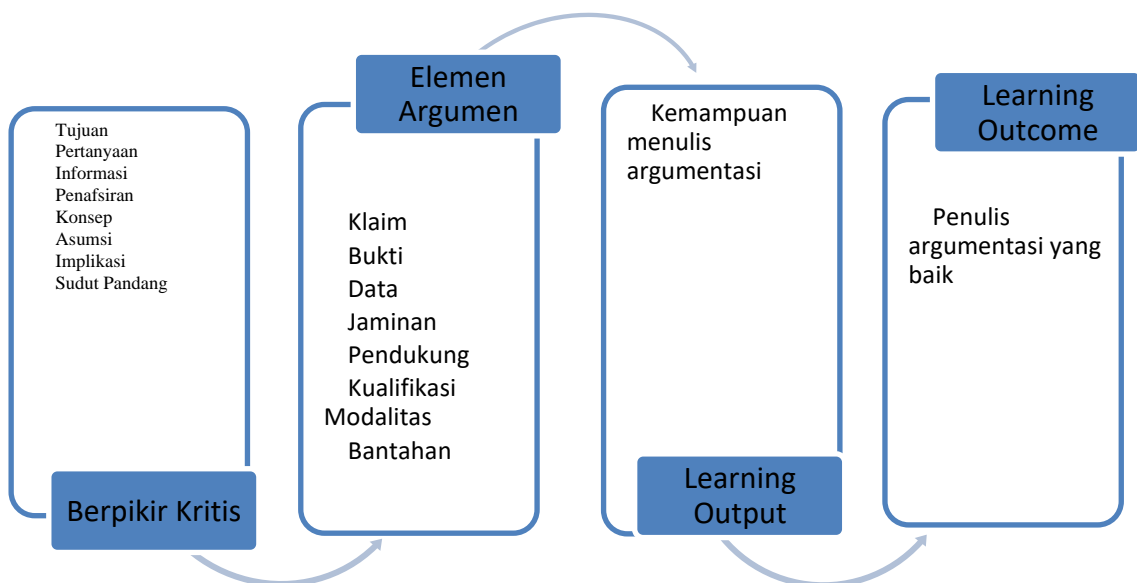 Tujuan
Pertanyaan
Informasi
Penafsiran
Konsep
Asumsi
Implikasi
Sudut Pandang
Berpikir Kritis
Elemen
Argumen
Klaim
Bukti
Data
Jaminan
Pendukung
Kualifikasi
Modalitas
Bantahan
Kemampuan
menulis
argumentasi
Learning
Output
Learning
Outcome
Penulis
argumentasi yang
baik